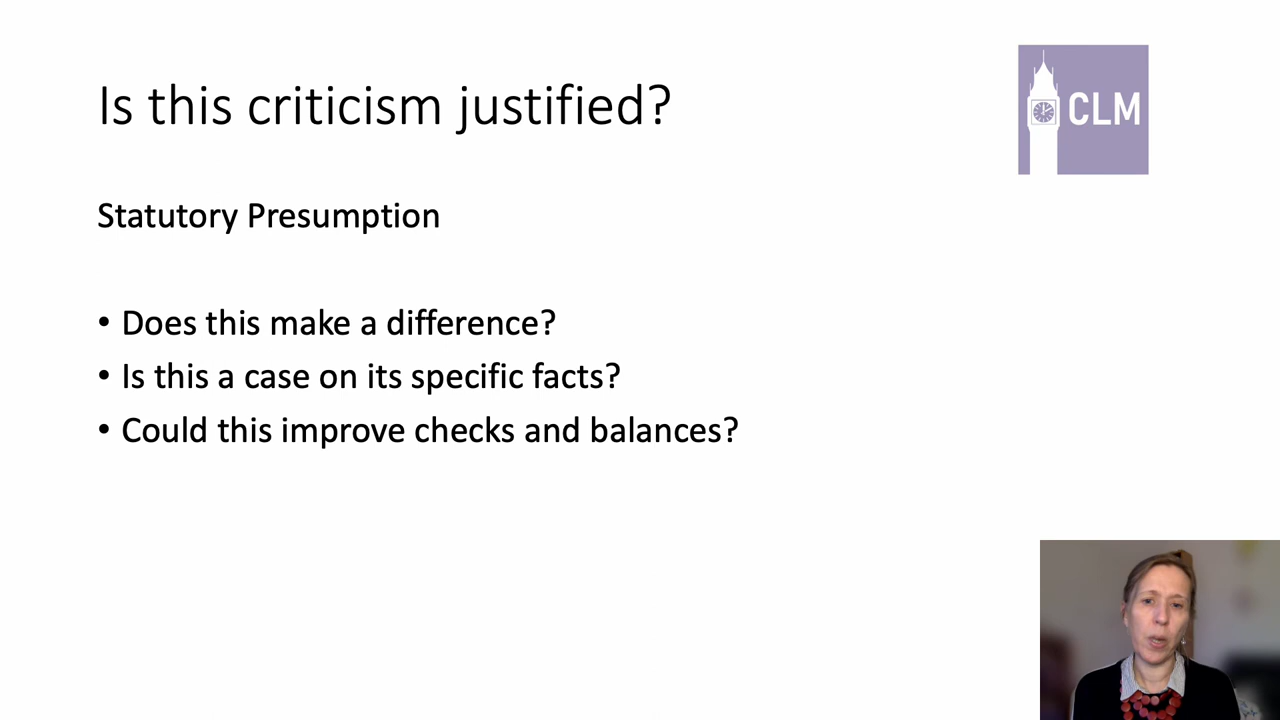 Is this criticism justified?
CLM
Statutory Presumption
• Does this make a difference?
• Is this a case on its specific facts?
• Could this improve checks and balances?